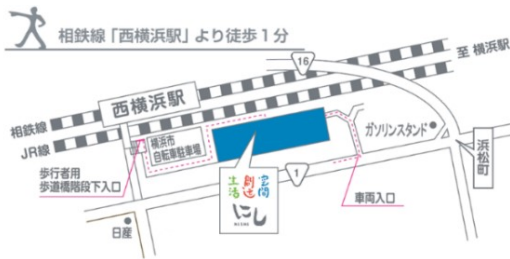 相鉄線「西横浜駅」より徒歩1分
16
至 横浜駅
西横浜駅
相鉄線
JR線
横浜市
自転車駐車場
ガソリンスタンド
浜松町
歩行者用
歩道橋階段下入口
1
車両入口
生活 創造 空間
にし
日産